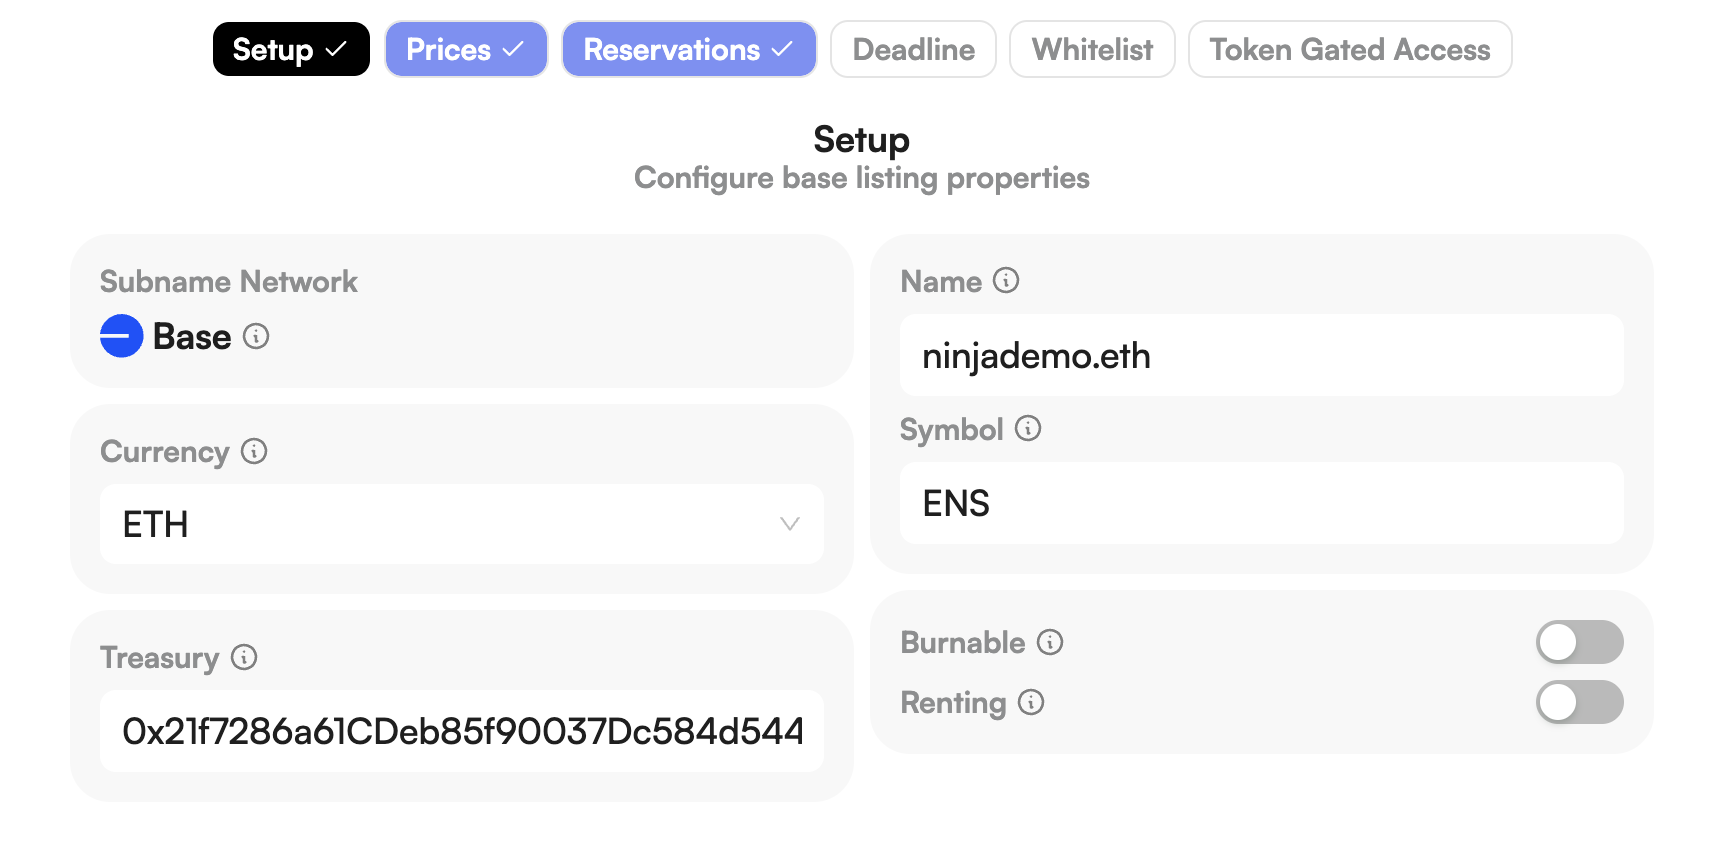 Setup
Prices
Reservations
Deadline
Whitelist
Token Gated Access
Setup
Configure base listing properties
Subname Network
Base
Currency
ETH
Treasury
0x21f7286a61CDeb85f90037Dc584d544
Name
ninjademo.eth
Symbol
ENS
Burnable
Renting